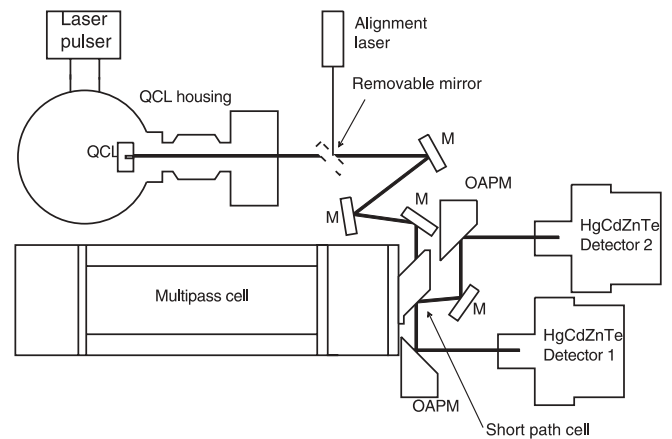 Laser
pulser
Alignment
laser
Removable mirror
QCL housing
QCL
M
M
M
OAPM
HgCdZnTe
Detector 2
Multipass cell
M
HgCdZnTe
Detector 1
OAPM
Short path cell